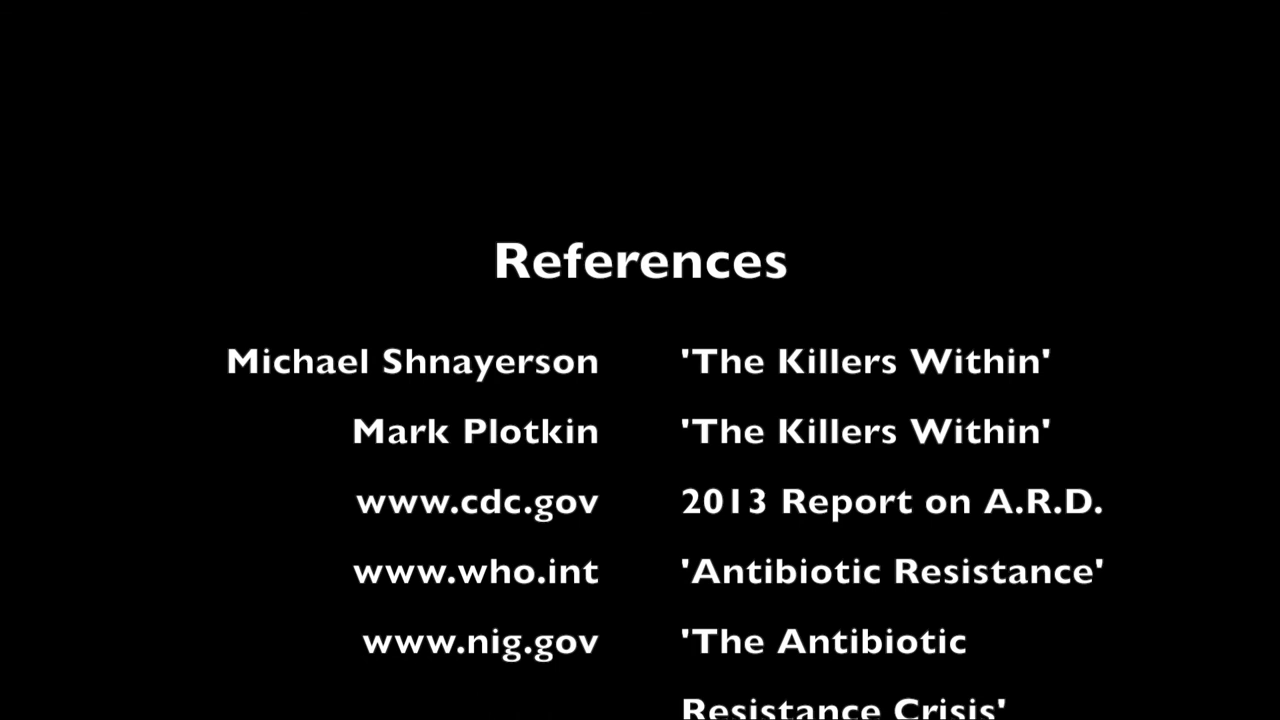 References
Michael Shnayerson 'The Killers Within'
Mark Plotkin 'The Killers Within'
www.cdc.gov 2013 Report on A.R.D.
www.who.int 'Antibiotic Resistance'
www.nig.gov 'The Antibiotic
Resistance Crisis'